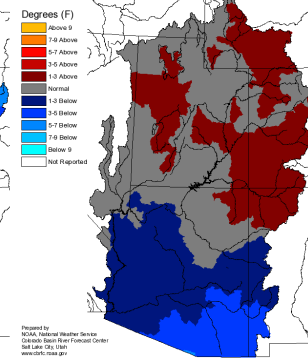 Degrees (F)
Above 9
7-9 Above
5-7 Above
3-5 Above
1-3 Above
Normal
1-3 Below
3-5 Below
5-7 Below
7-9 Below
Below 9
Not Reported
Prepared by
NOAA, National Weather Service
Colorado Basin River Forecast Center
Salt Lake City, Utah
www.cbrfc.noaa.gov